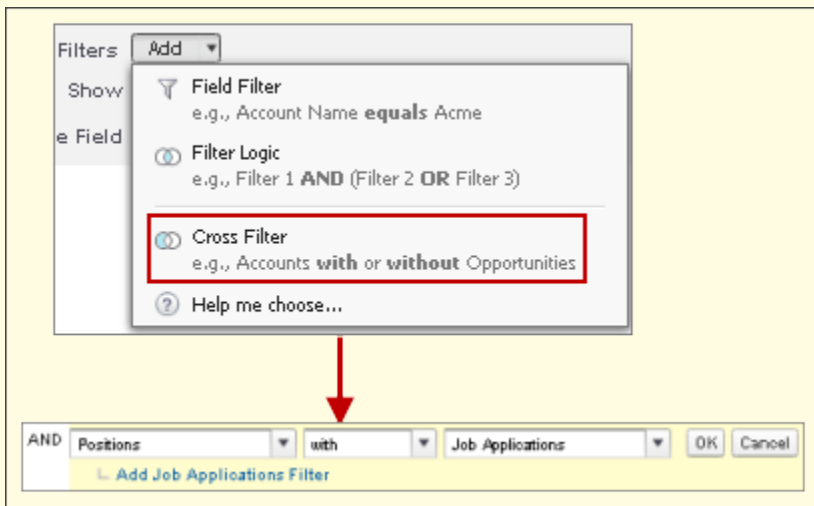 Filters Add
Show
e Field
Field Filter
e.g., Account Name equals Acme
Filter Logic
e.g., Filter 1 AND (Filter 2 OR Filter 3)
Cross Filter
e.g., Accounts with or without Opportunities
? Help me choose...
AND Positions with Job Applications OK Cancel
Add Job Applications Filter